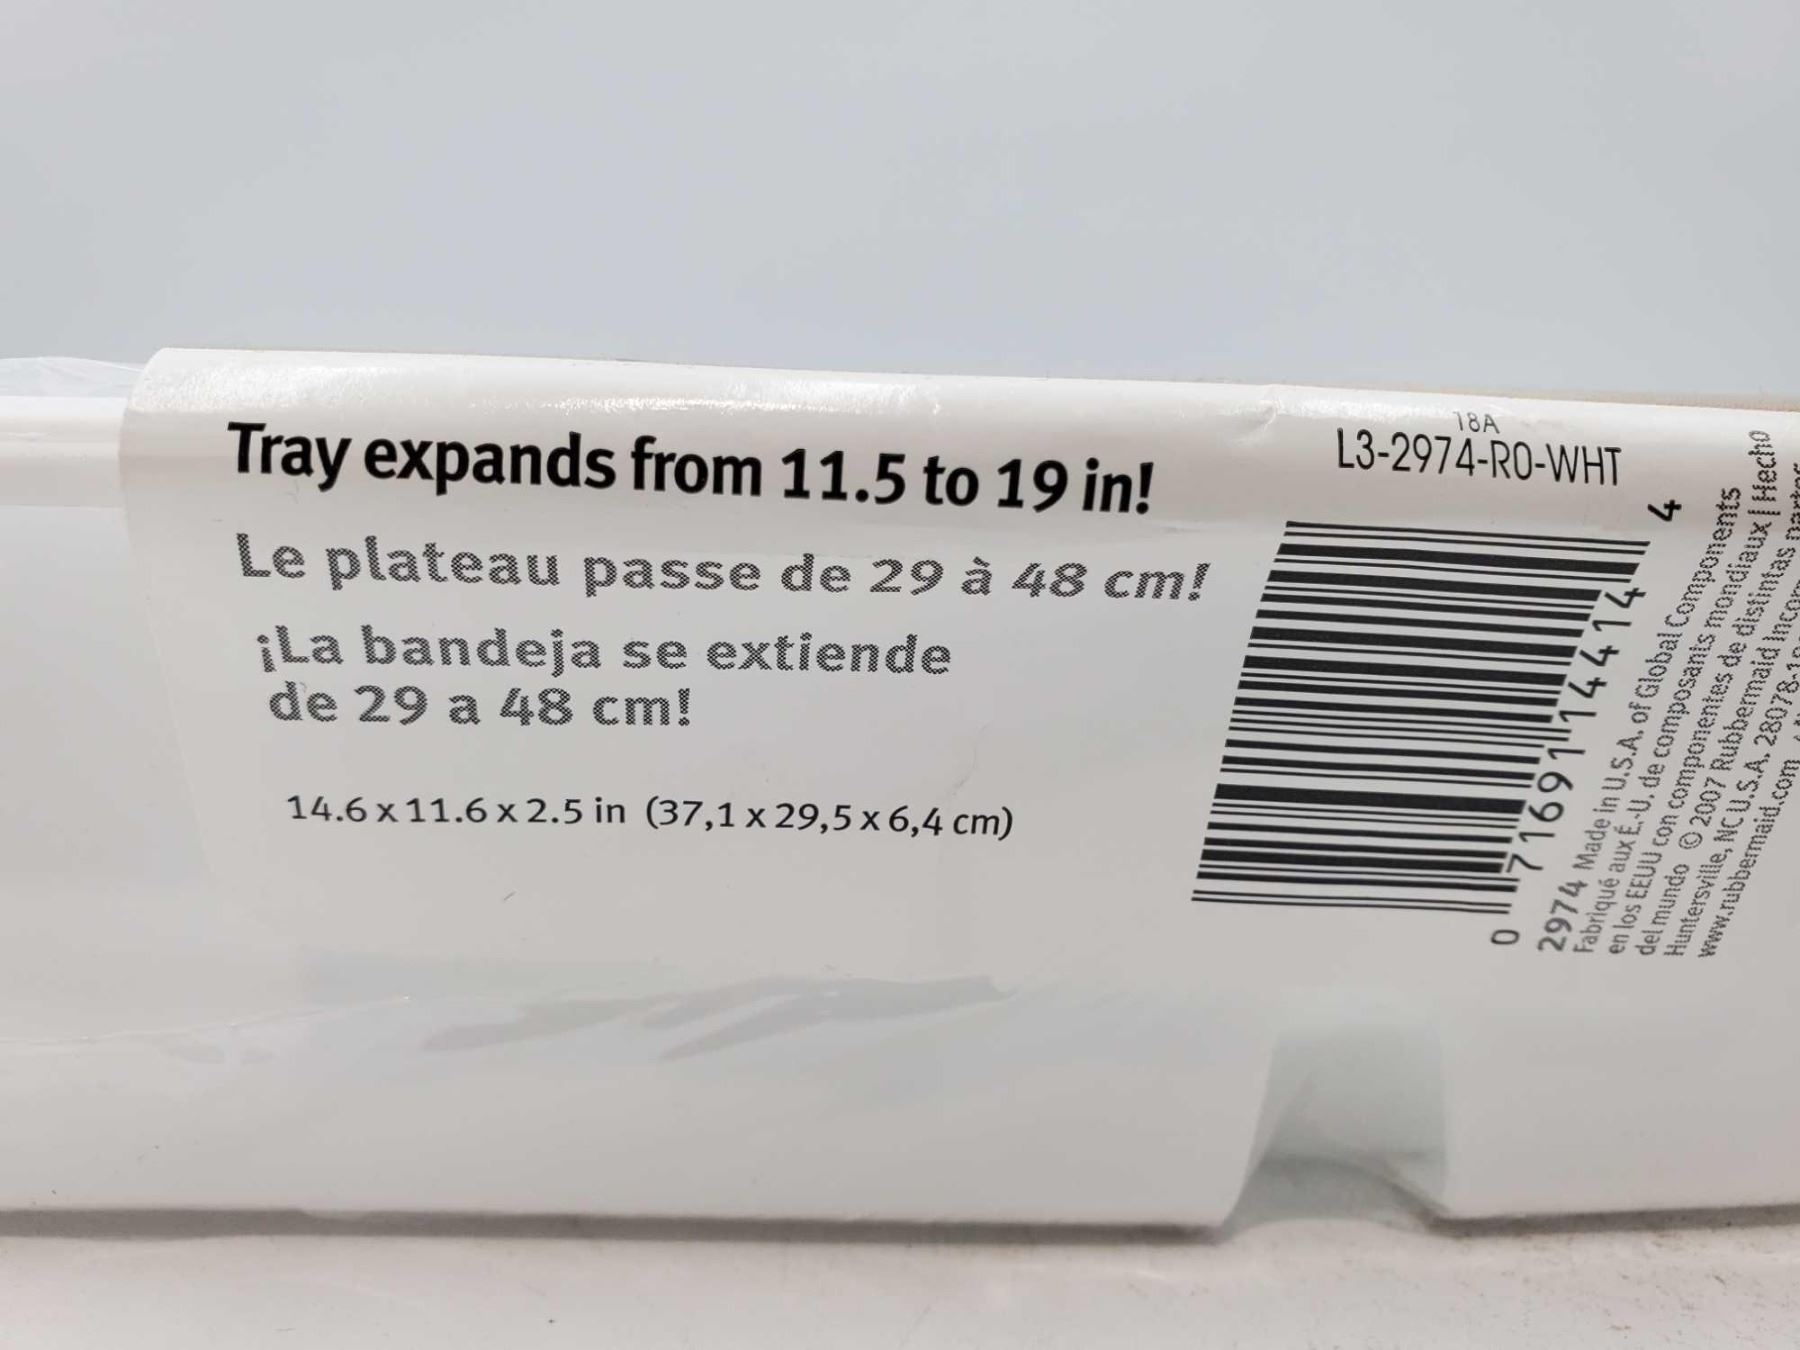 Tray expands from 11.5 to 19 in!
Le plateau passe de 29 à 48 cm!
¡La bandeja se extiende
de 29 a 48 cm!
14.6 x 11.6 x 2.5 in (37,1 x 29,5 x 6,4 cm)
18A
L3-2974-R0-WHT
0 71691 14414 4
2974 Made in U.S.A. of Global Components
Fabriqué aux É.-U. de composants mondiaux | Hecho
en los EEUU con componentes de distintas partes
del mundo © 2007 Rubbermaid
Huntersville, NC U.S.A. 28078-
www.rubbermaid.com